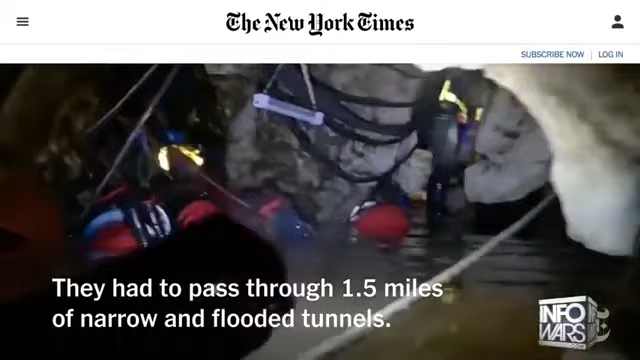 The New York Times
SUBSCRIBE NOW | LOG IN
They had to pass through 1.5 miles
of narrow and flooded tunnels.
INFO
WARS
.COM